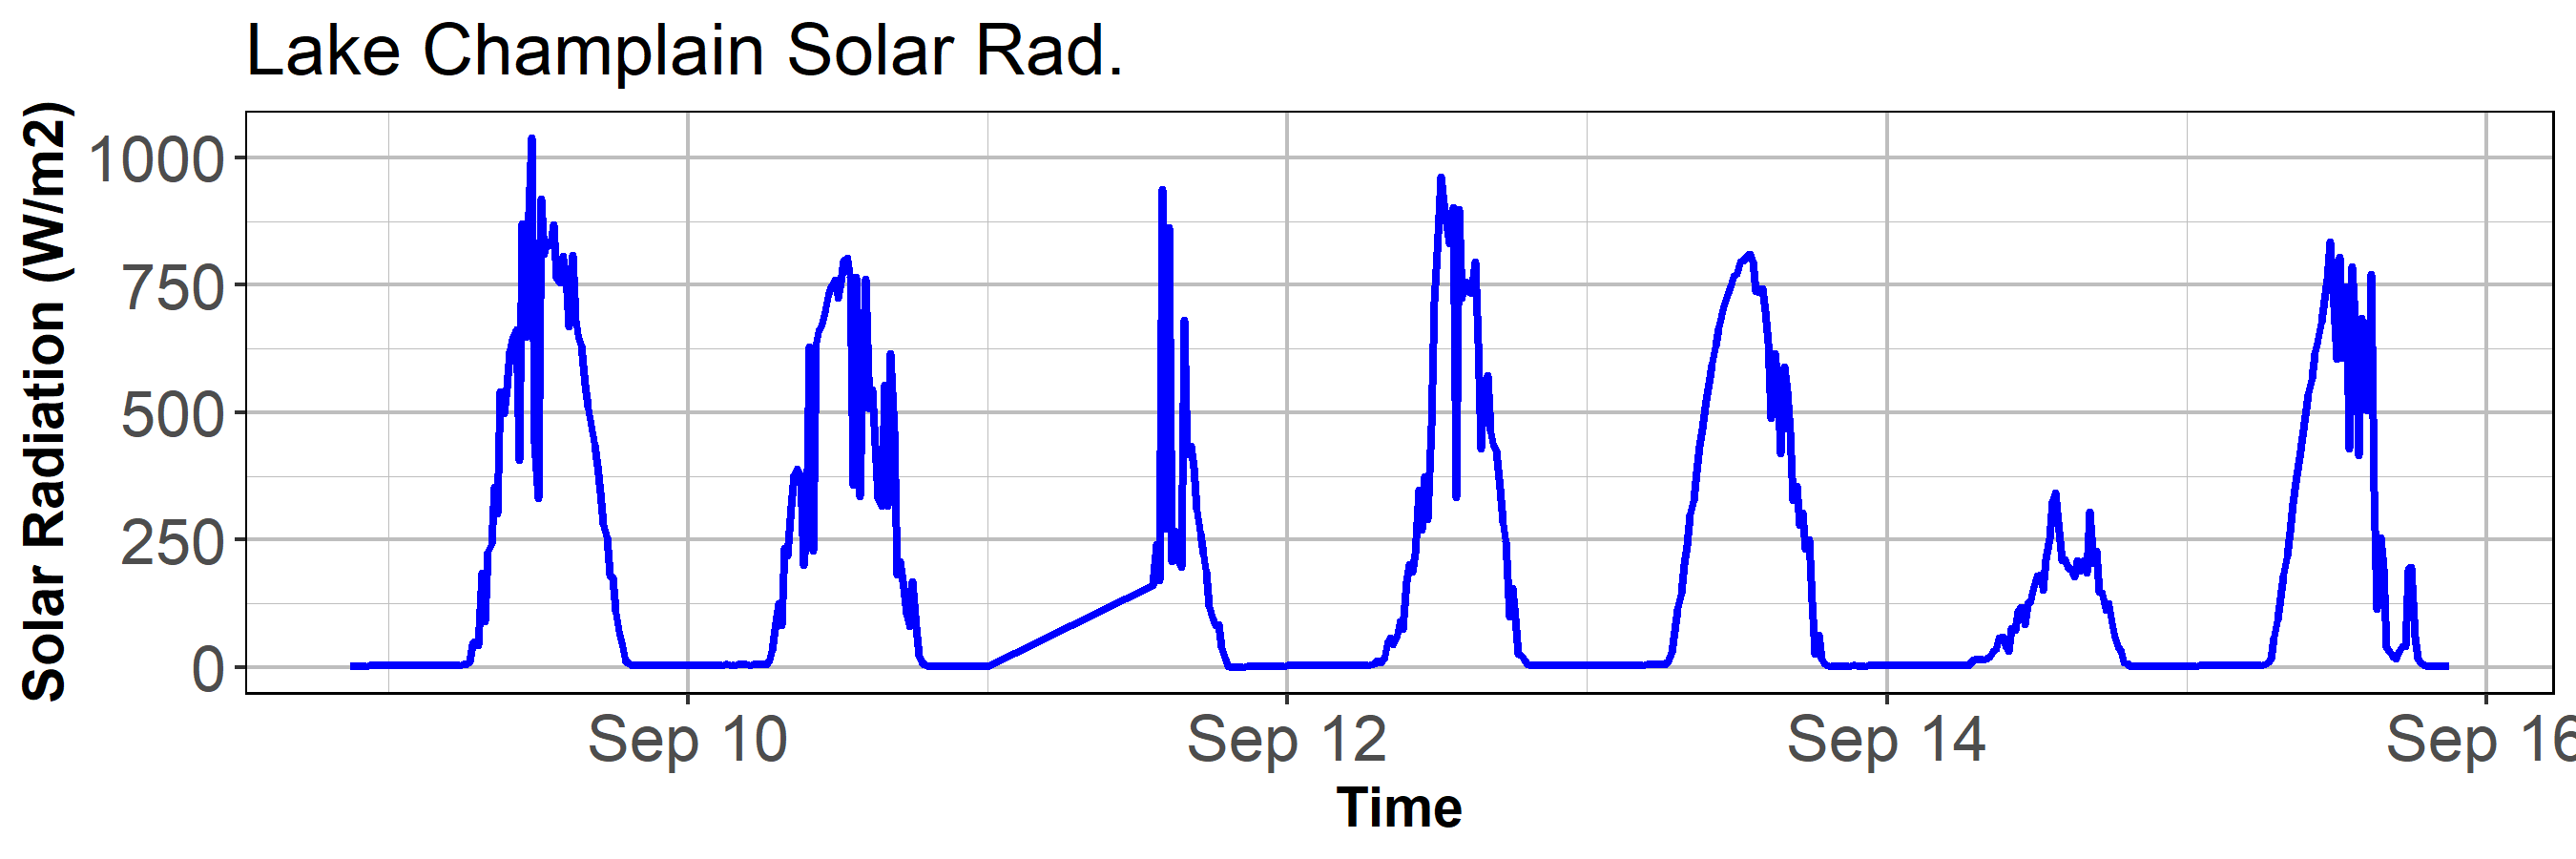 Lake Champlain Solar Rad.
Solar Radiation (W/m2)
1000
750
500
250
0
Sep 10
Sep 12
Sep 14
Sep 16
Time